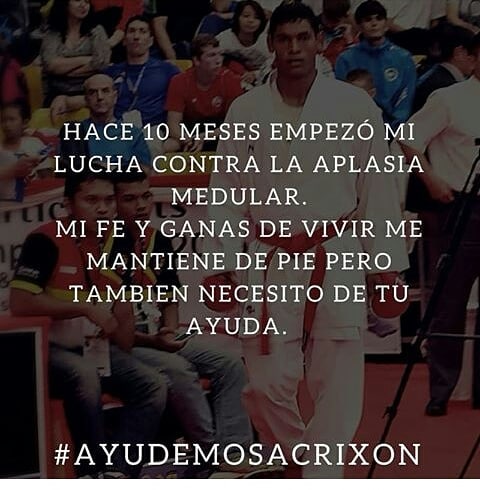 HACE 10 MESES EMPEZÓ MI
LUCHA CONTRA LA APLASIA
MEDULAR.
MI FE Y GANAS DE VIVIR ME
MANTIENE DE PIE PERO
TAMBIEN NECESITO DE TU
AYUDA.
#AYUDEMOSACRIXON